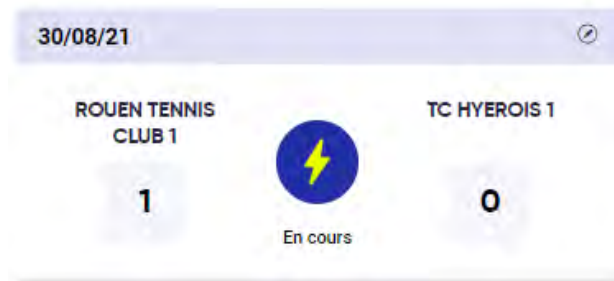 30/08/21
ROUEN TENNIS
CLUB 1
TC HYEROIS 1
1
0
En cours